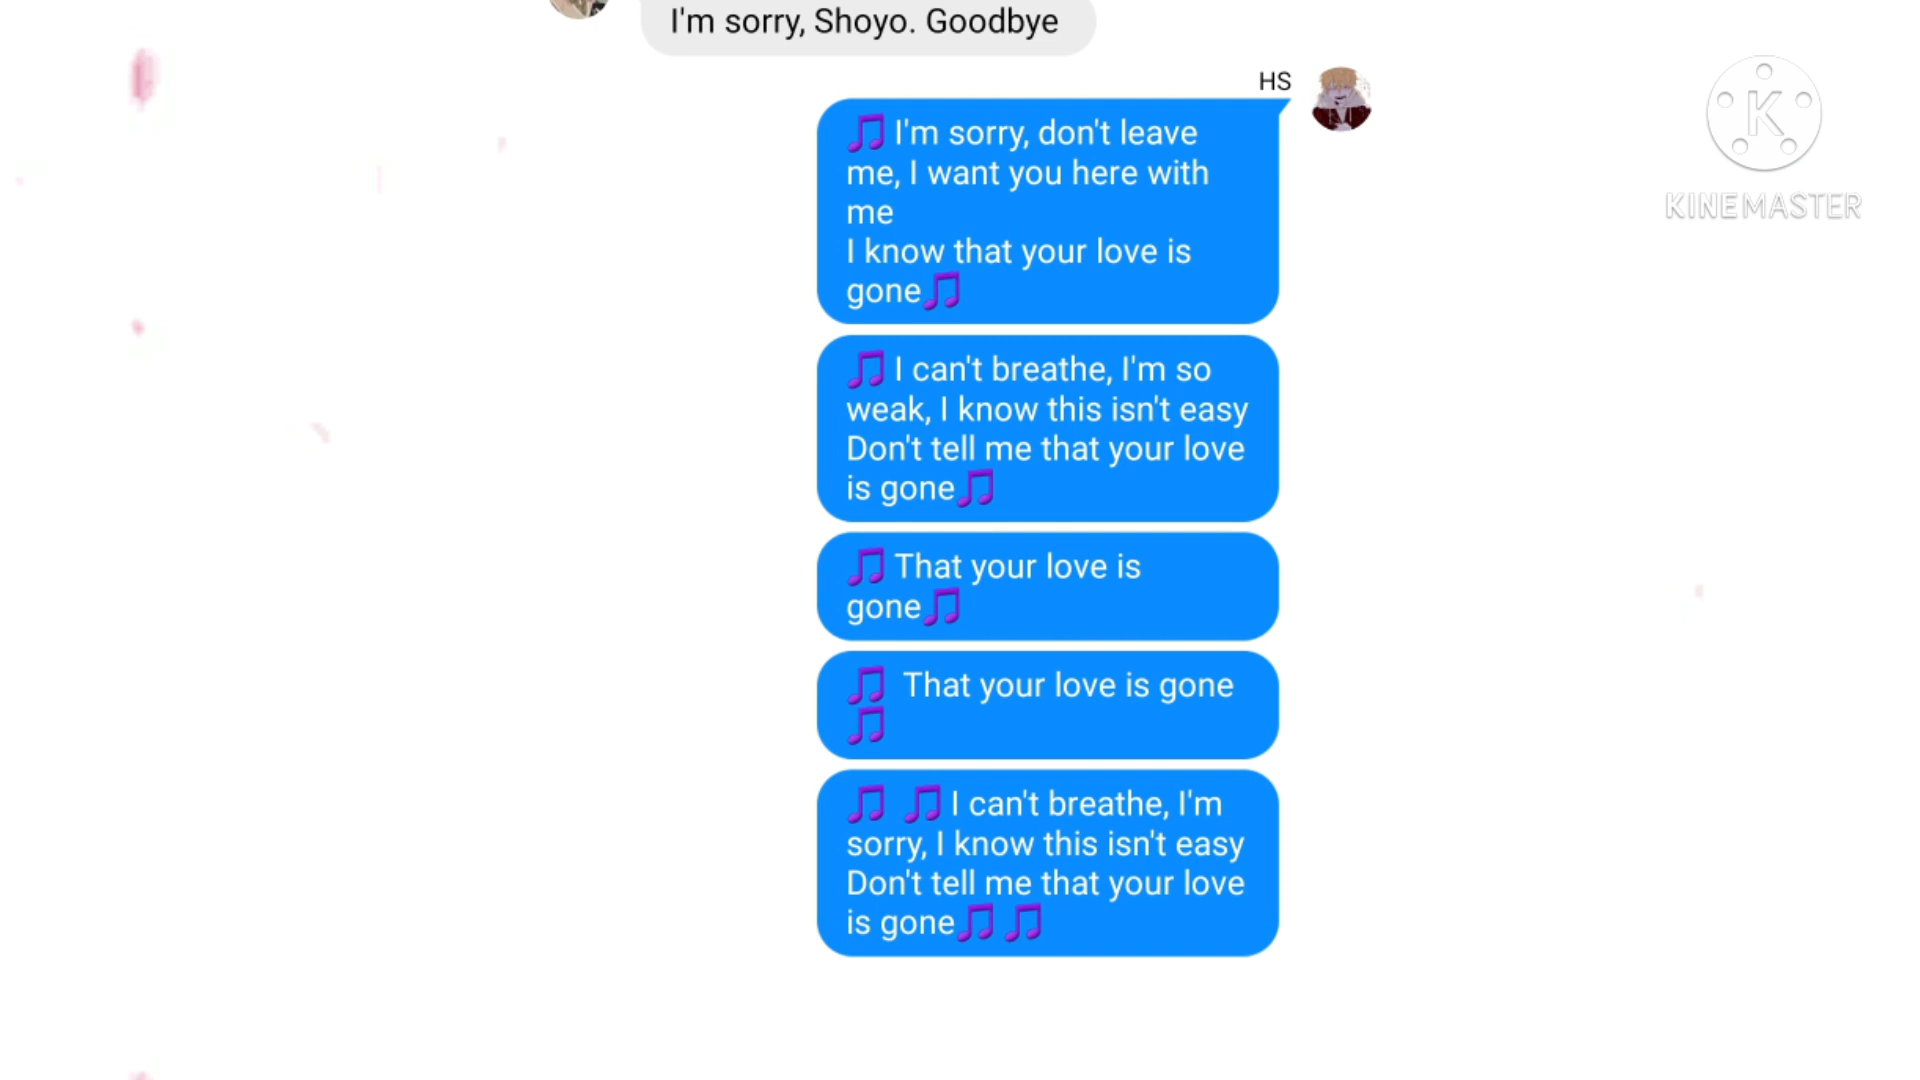 I'm sorry, Shoyo. Goodbye
HS
🎵 I'm sorry, don't leave
me, I want you here with
me
I know that your love is
gone🎵
🎵 I can't breathe, I'm so
weak, I know this isn't easy
Don't tell me that your love
is gone🎵
🎵 That your love is
gone🎵
🎵 That your love is gone
🎵
🎵 🎵 I can't breathe, I'm
sorry, I know this isn't easy
Don't tell me that your love
is gone🎵 🎵
K
KINEMASTER